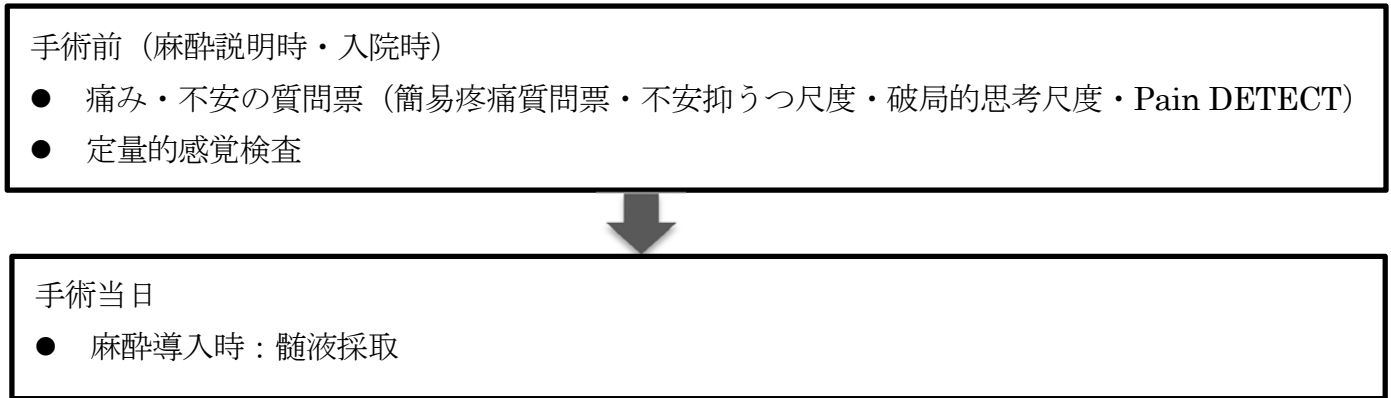 手術前（麻酔説明時・入院時）
● 痛み・不安の質問票（簡易疼痛質問票・不安抑うつ尺度・破局的思考尺度・Pain DETECT）
● 定量的感覚検査
手術当日
● 麻酔導入時：髄液採取